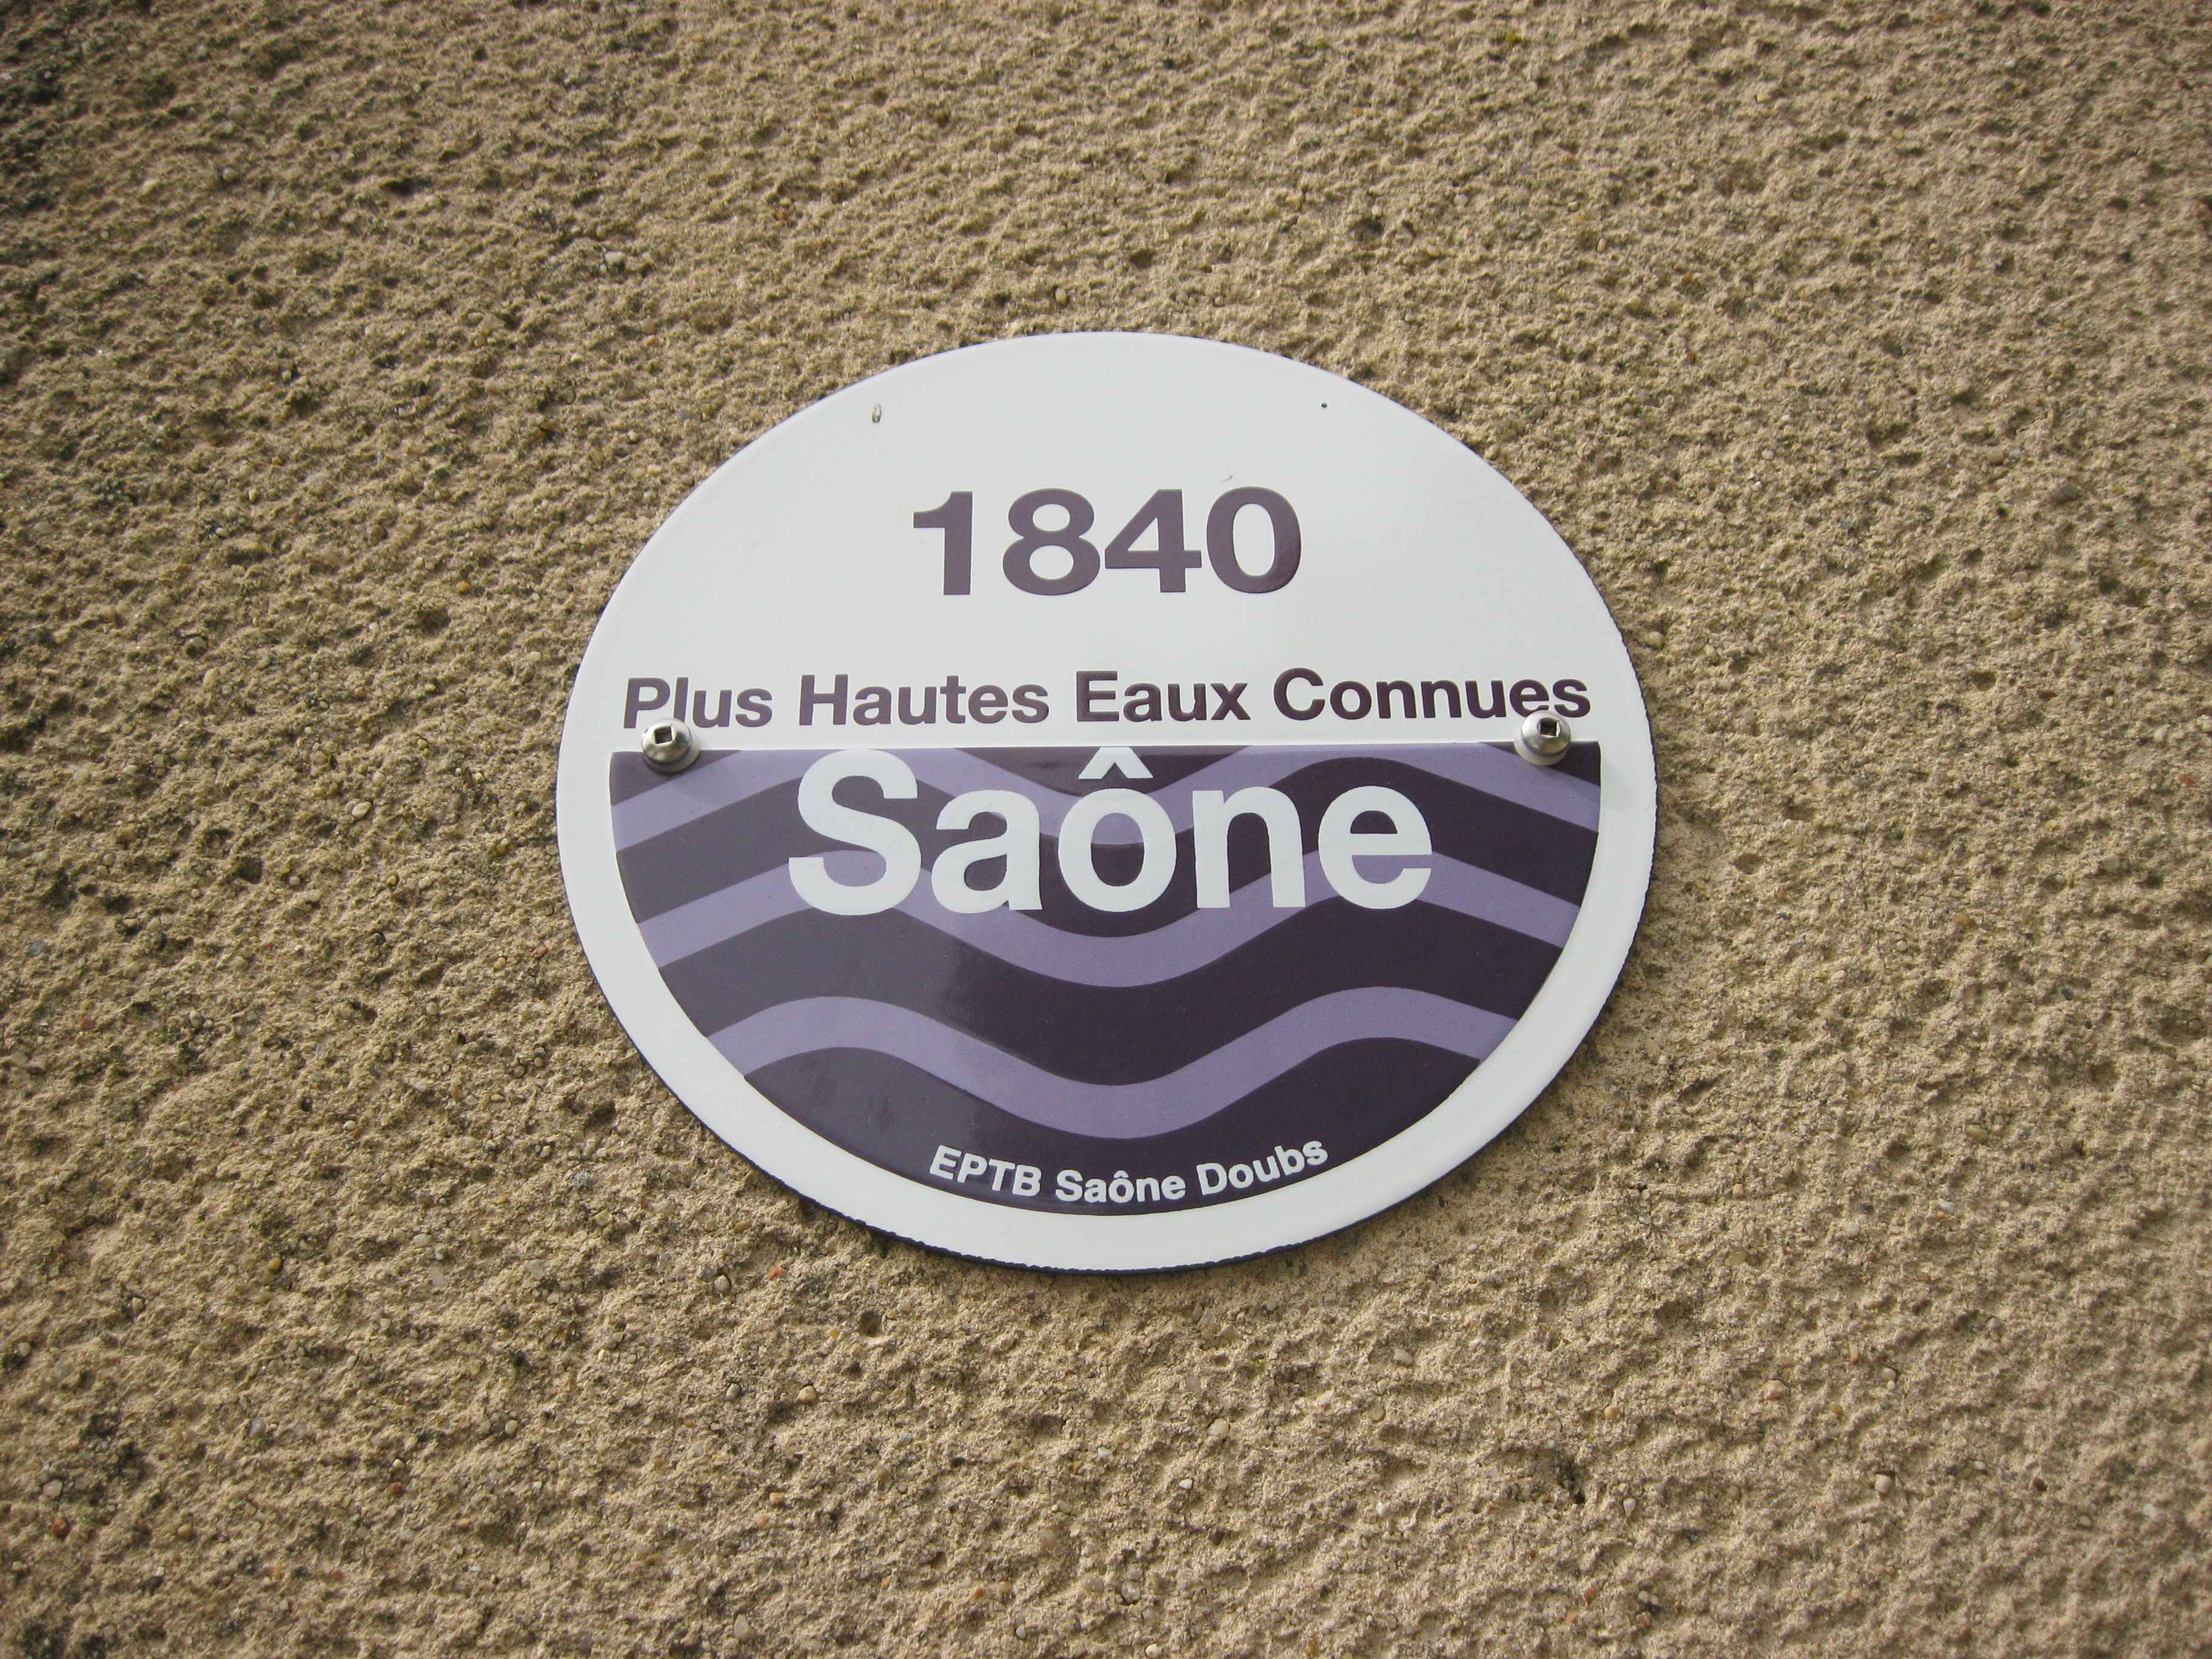 1840
Plus Hautes Eaux Connues
Saône
EPTB Saône Doubs